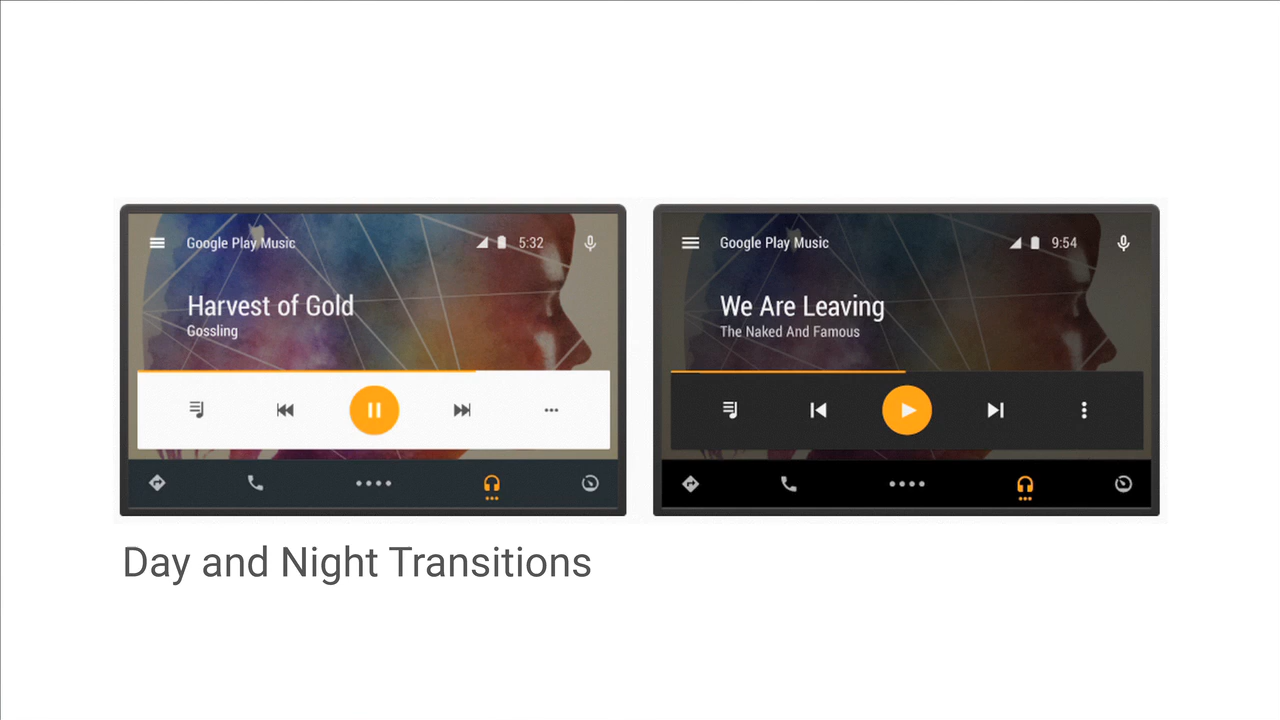 Google Play Music
5:32
Harvest of Gold
Gossling
Google Play Music
9:54
We Are Leaving
The Naked And Famous
Day and Night Transitions